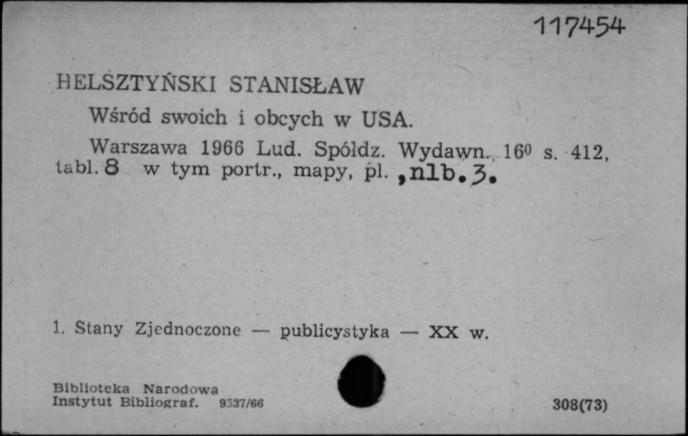 117454
HELSZTYŃSKI STANISŁAW
Wśród swoich i obcych w USA.
Warszawa 1966 Lud. Spółdz. Wydawn. 16⁰ s. 412,
tabl. 8 w tym portr., mapy, pl. , nlb. 3.
1. Stany Zjednoczone — publicystyka — XX w.
Biblioteka Narodowa
Instytut Bibliograf. 9537/66
308(73)